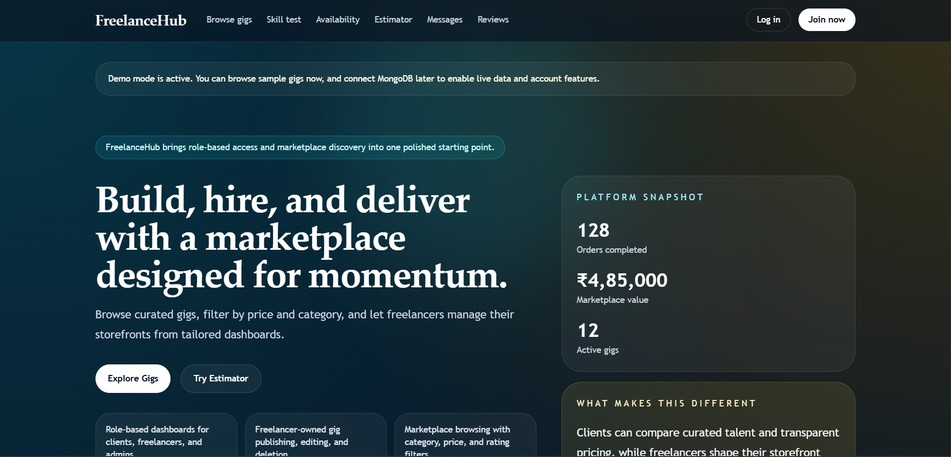 FreelanceHub Browse gigs Skill test Availability Estimator Messages Reviews Log in Join now
Demo mode is active. You can browse sample gigs now, and connect MongoDB later to enable live data and account features.
FreelanceHub brings role-based access and marketplace discovery into one polished starting point.
Build, hire, and deliver
with a marketplace
designed for momentum.
Browse curated gigs, filter by price and category, and let freelancers manage their
storefronts from tailored dashboards.
Explore Gigs Try Estimator
Role-based dashboards for
clients, freelancers, and
admins.
Freelancer-owned gig
publishing, editing, and
deletion.
Marketplace browsing with
category, price, and rating
filters.
PLATFORM SNAPSHOT
128
Orders completed
₹4,85,000
Marketplace value
12
Active gigs
WHAT MAKES THIS DIFFERENT
Clients can compare curated talent and transparent
pricing, while freelancers shape their storefront